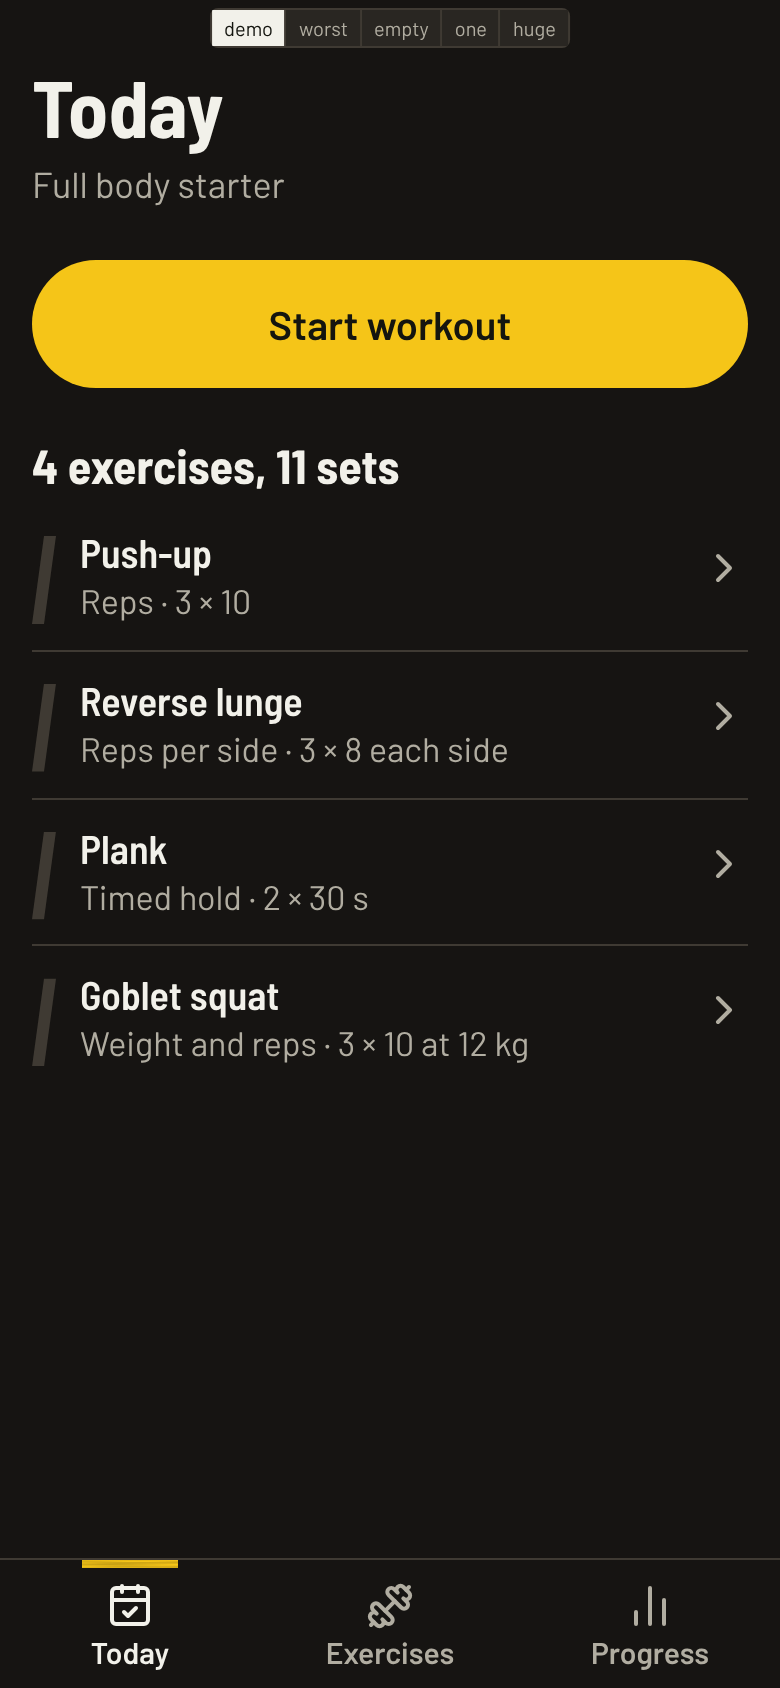 demo worst empty one huge
Today
Full body starter
Start workout
4 exercises, 11 sets
Push-up
Reps · 3 × 10
Reverse lunge
Reps per side · 3 × 8 each side
Plank
Timed hold · 2 × 30 s
Goblet squat
Weight and reps · 3 × 10 at 12 kg
Today Exercises Progress